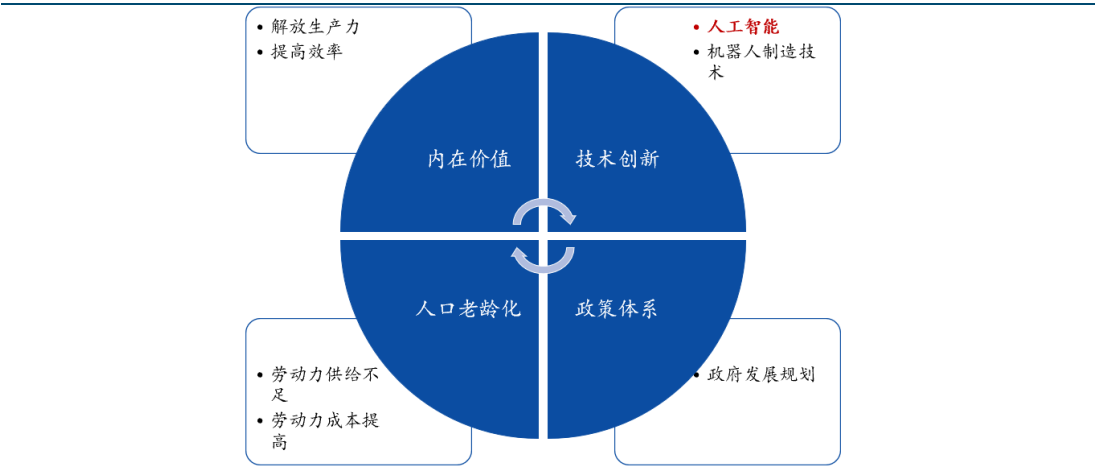 • 解放生产力
• 提高效率
• 人工智能
• 机器人制造技
术
内在价值
技术创新
人口老龄化
政策体系
• 劳动力供给不
足
• 劳动力成本提
高
• 政府发展规划